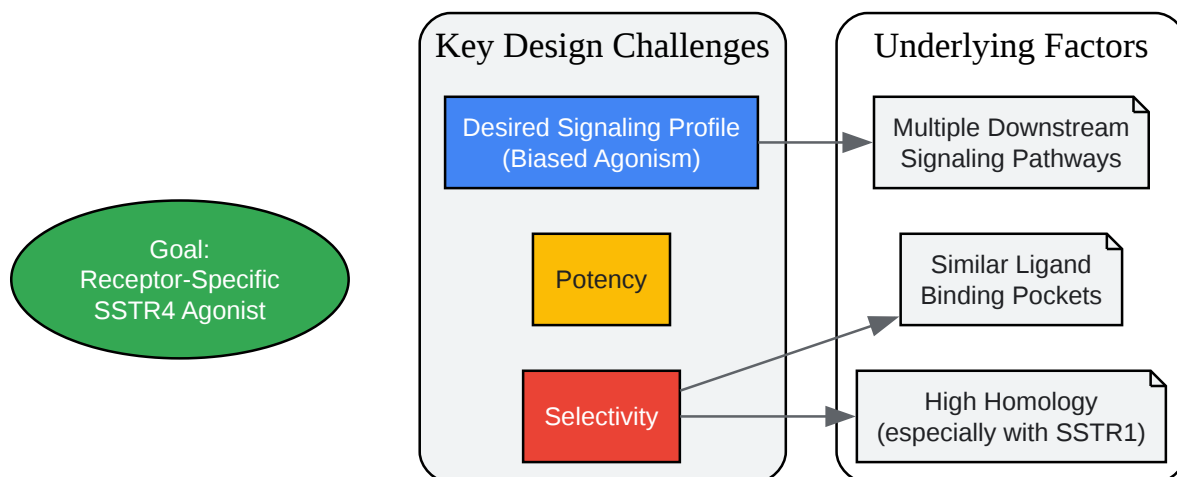 Key Design Challenges
Underlying Factors
Desired Signaling Profile
(Biased Agonism)
Multiple Downstream
Signaling Pathways
Goal:
Receptor-Specific
SSTR4 Agonist
Potency
Similar Ligand
Binding Pockets
Selectivity
High Homology
(especially with SSTR1)